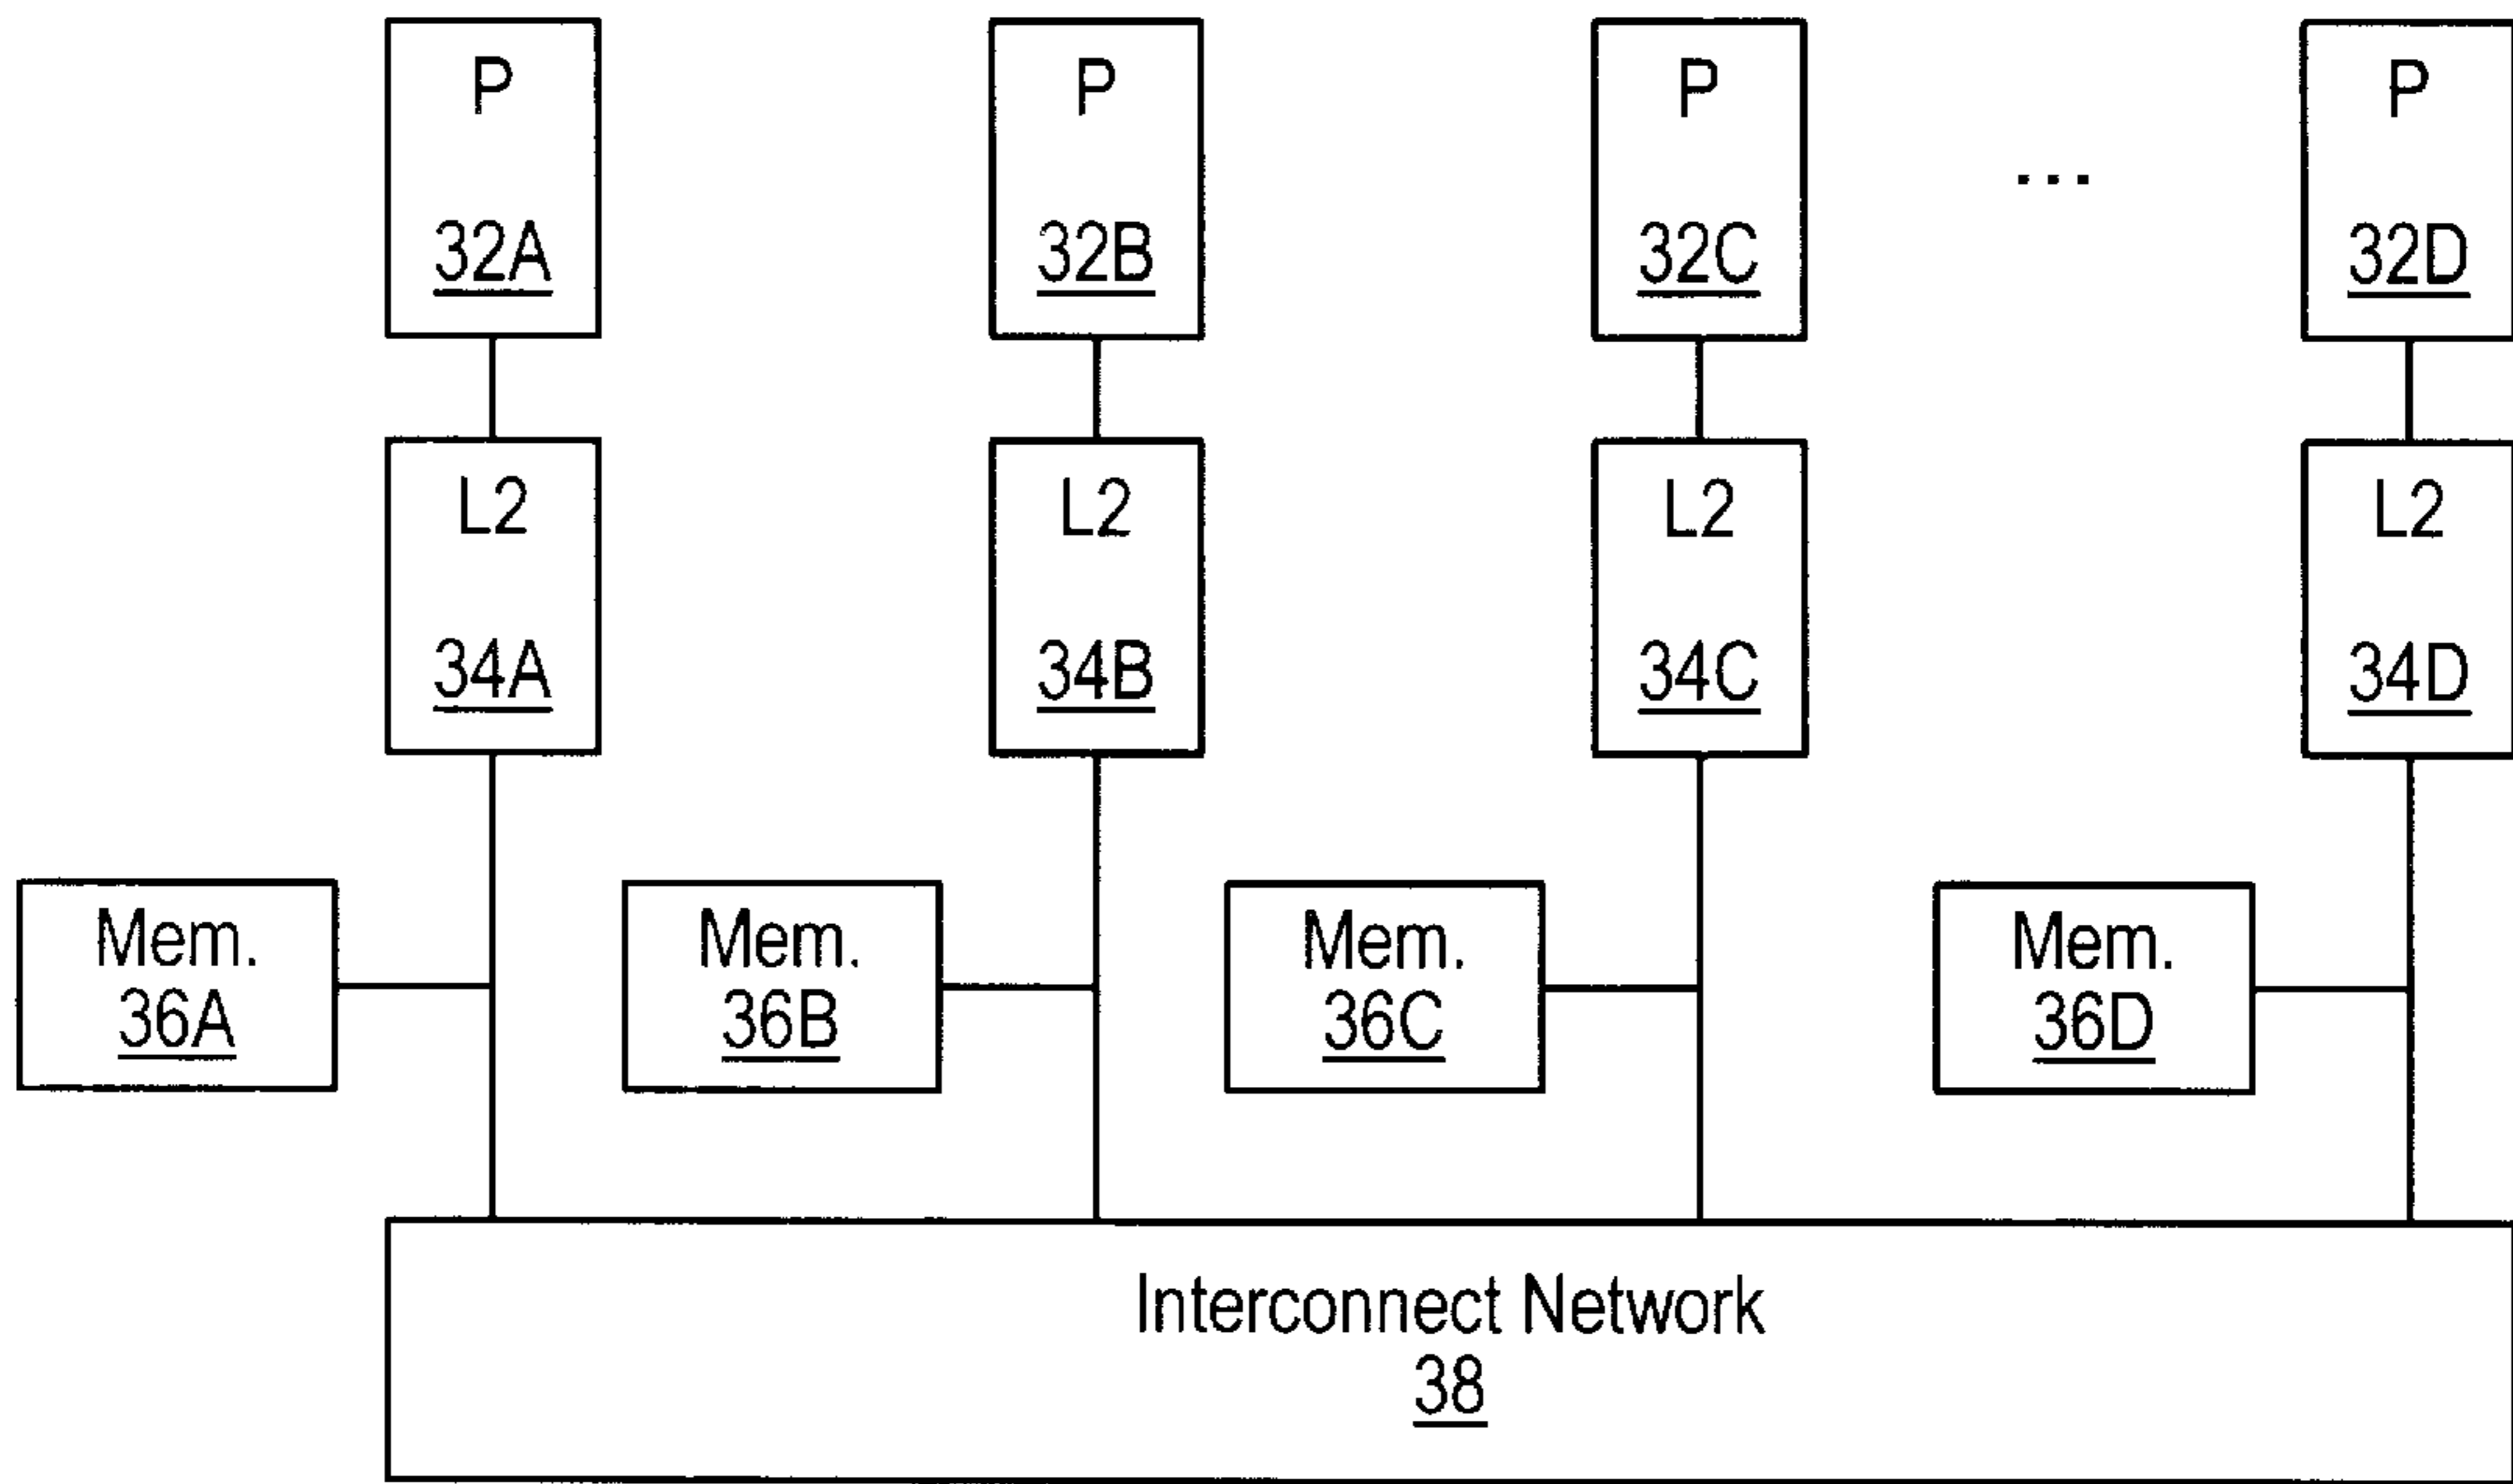 P
32A
P
32B
P
32C
...
P
32D
L2
34A
L2
34B
L2
34C
L2
34D
Mem.
36A
Mem.
36B
Mem.
36C
Mem.
36D
Interconnect Network
38